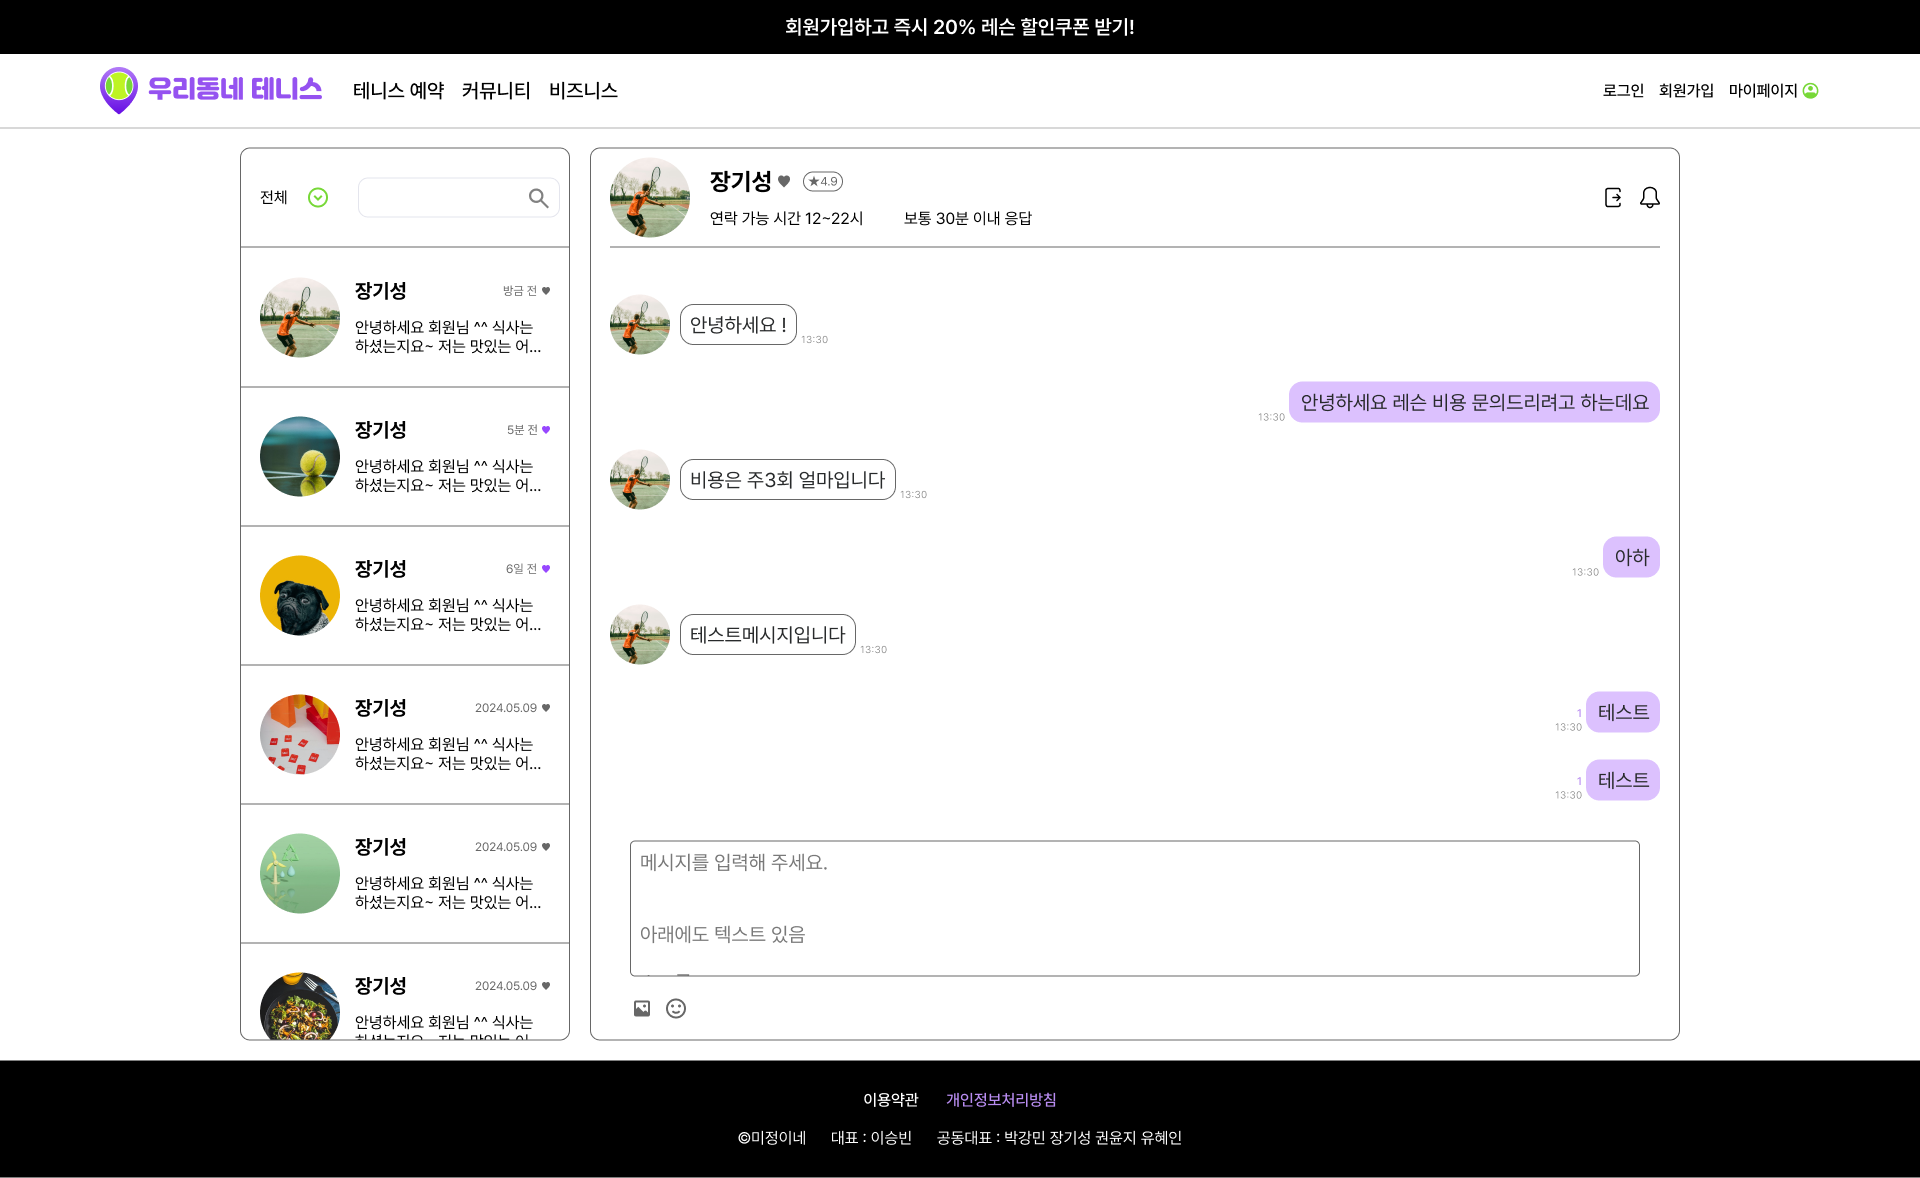 회원가입하고 즉시 20% 레슨 할인쿠폰 받기!
우리동네 테니스
테니스 예약 커뮤니티 비즈니스
로그인 회원가입 마이페이지
전체
장기성 방금 전
안녕하세요 회원님 ^^ 식사는
하셨는지요~ 저는 맛있는 어...
장기성 5분 전
안녕하세요 회원님 ^^ 식사는
하셨는지요~ 저는 맛있는 어...
장기성 6일 전
안녕하세요 회원님 ^^ 식사는
하셨는지요~ 저는 맛있는 어...
장기성 2024.05.09
안녕하세요 회원님 ^^ 식사는
하셨는지요~ 저는 맛있는 어...
장기성 2024.05.09
안녕하세요 회원님 ^^ 식사는
하셨는지요~ 저는 맛있는 어...
장기성 2024.05.09
안녕하세요 회원님 ^^ 식사는
장기성 ★4.9
연락 가능 시간 12~22시 보통 30분 이내 응답
안녕하세요 !
13:30
안녕하세요 레슨 비용 문의드리려고 하는데요
13:30
비용은 주3회 얼마입니다
13:30
아하
13:30
테스트메시지입니다
13:30
1
테스트
13:30
1
테스트
13:30
메시지를 입력해 주세요.
아래에도 텍스트 있음
이용약관 개인정보처리방침
©미정이네 대표 : 이승빈 공동대표 : 박강민 장기성 권윤지 유혜인